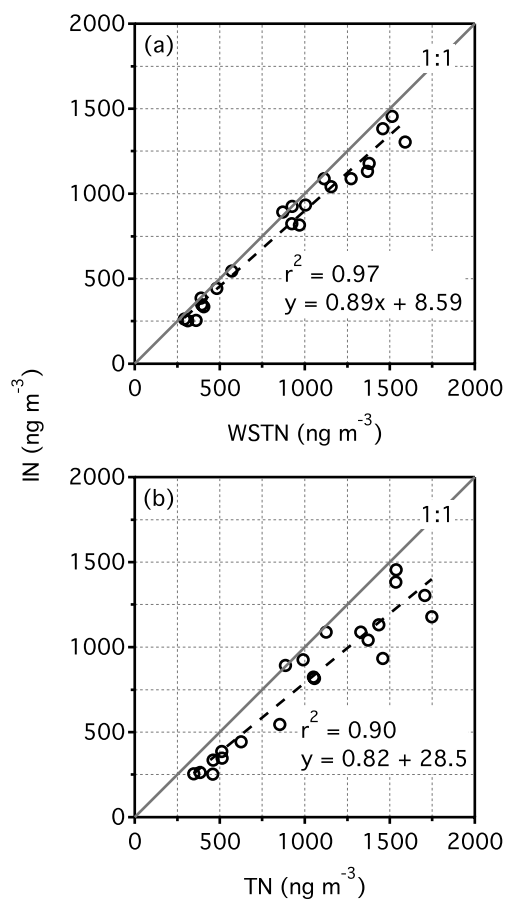 (a)
1:1
2000
1500
1000
500
0
r² = 0.97
y = 0.89x + 8.59
0 500 1000 1500 2000
WSTN (ng m⁻³)
IN (ng m⁻³)
(b)
1:1
2000
1500
1000
500
0
r² = 0.90
y = 0.82 + 28.5
0 500 1000 1500 2000
TN (ng m⁻³)